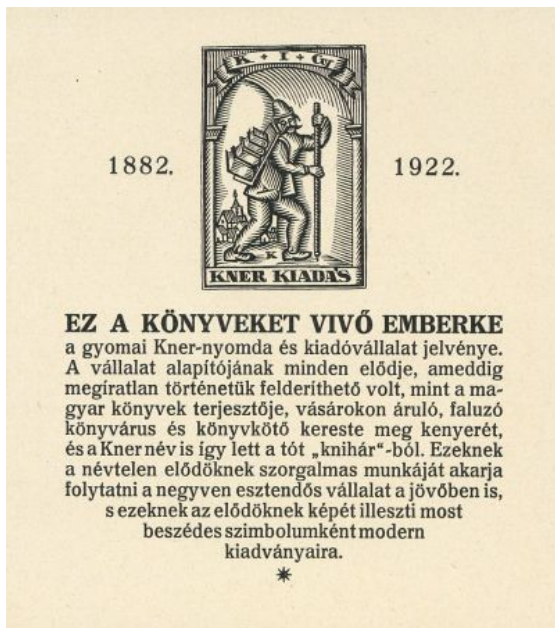 K + I + GY
1882.
1922.
K
KNER KIADÁS
EZ A KÖNYVEKET VIVŐ EMBERKE
a gyomai Kner-nyomda és kiadóvállalat jelvénye.
A vállalat alapítójának minden elődje, ameddig
megíratlan történetük felderíthető volt, mint a ma-
gyar könyvek terjesztője, vásárokon áruló, faluzó
könyvárus és könyvkötő kereste meg kenyerét,
és a Kner név is így lett a tót „knihár“-ból. Ezeknek
a névtelen elődöknek szorgalmas munkáját akarja
folytatni a negyven esztendős vállalat a jövőben is,
s ezeknek az elődöknek képét illeszti most
beszédes szimbolumként modern
kiadványaira.